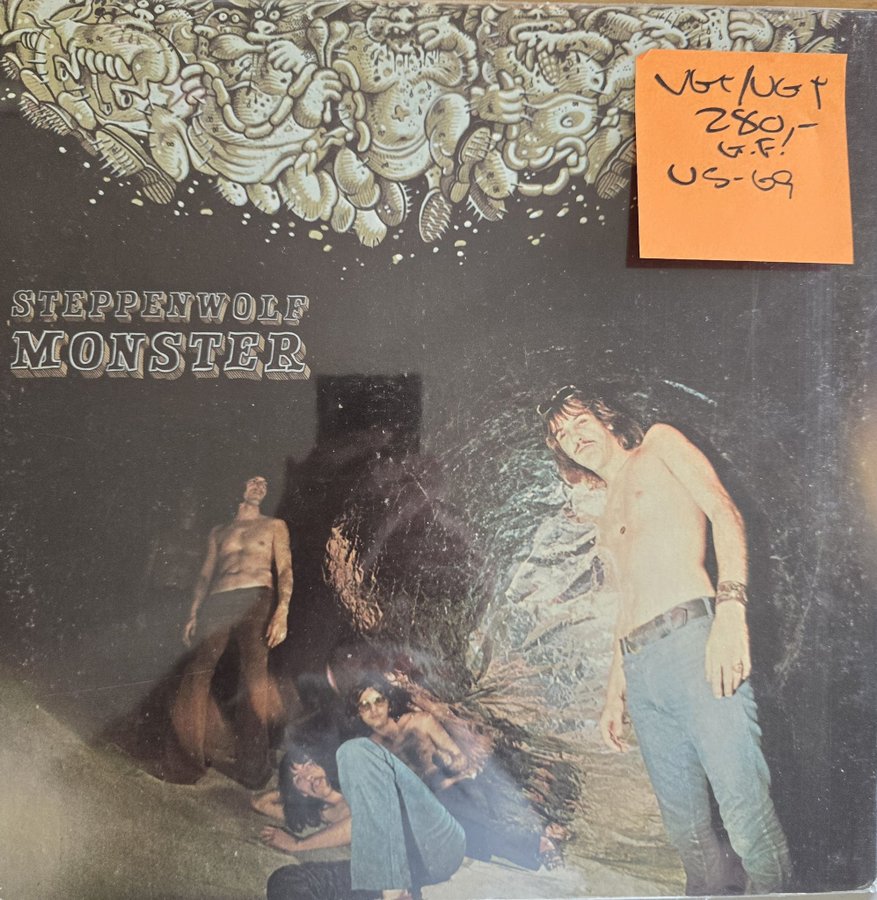 STEPPENWOLF
MONSTER
VG+/VG+
280,-
G.F!
US-69